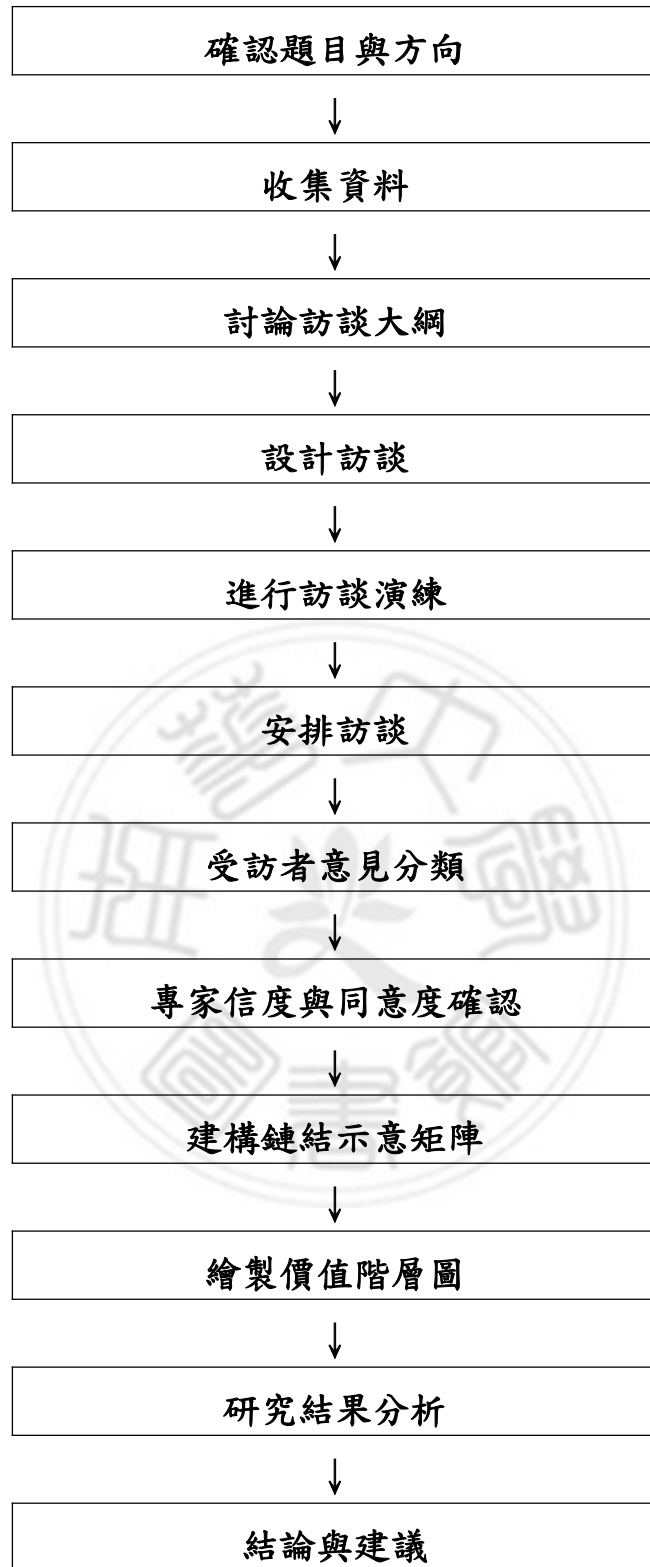 確認題目與方向
↓
收集資料
↓
討論訪談大綱
↓
設計訪談
↓
進行訪談演練
↓
安排訪談
↓
受訪者意見分類
↓
專家信度與同意度確認
↓
建構鏈結示意矩陣
↓
繪製價值階層圖
↓
研究結果分析
↓
結論與建議